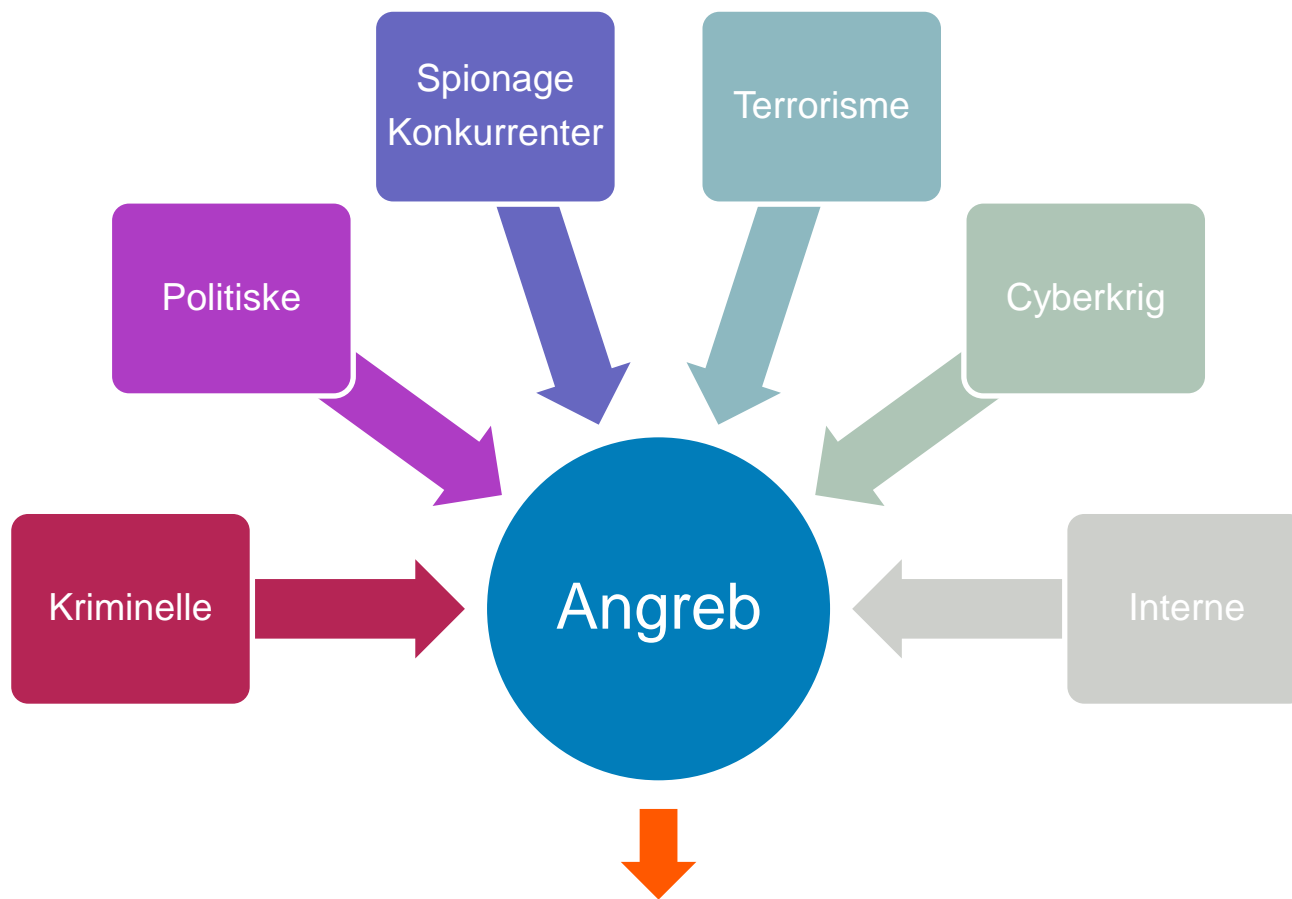 Spionage
Konkurrenter
Terrorisme
Politiske
Cyberkrig
Kriminelle
Angreb
Interne